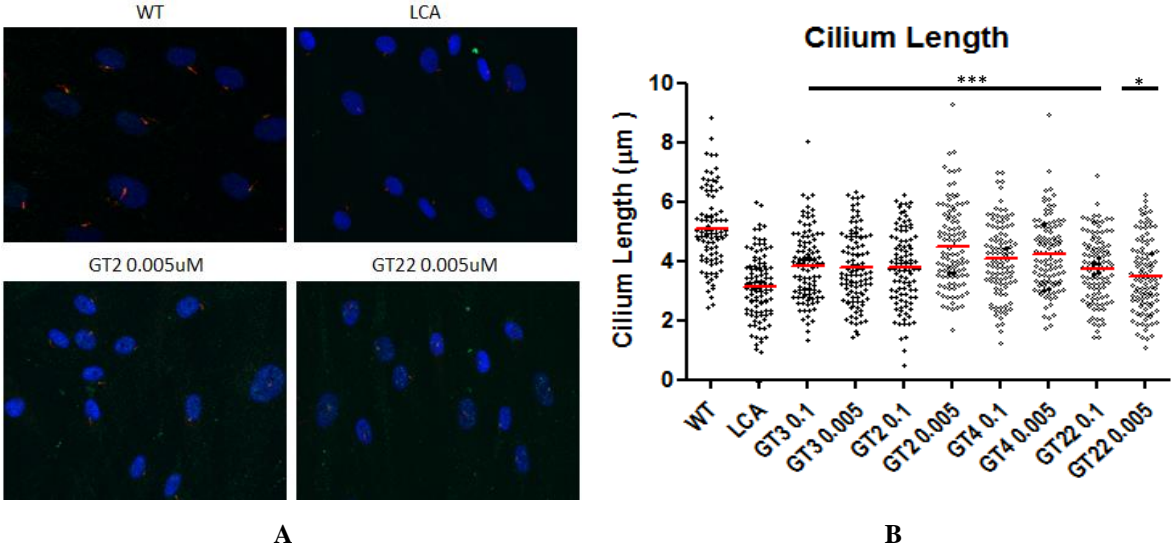 WT
LCA
GT2 0.005uM
GT22 0.005uM
A
Cilium Length
***
*
Cilium Length (μm)
10
8
6
4
2
0
WT
LCA
GT3 0.1
GT3 0.005
GT2 0.1
GT2 0.005
GT4 0.1
GT4 0.005
GT22 0.1
GT22 0.005
B